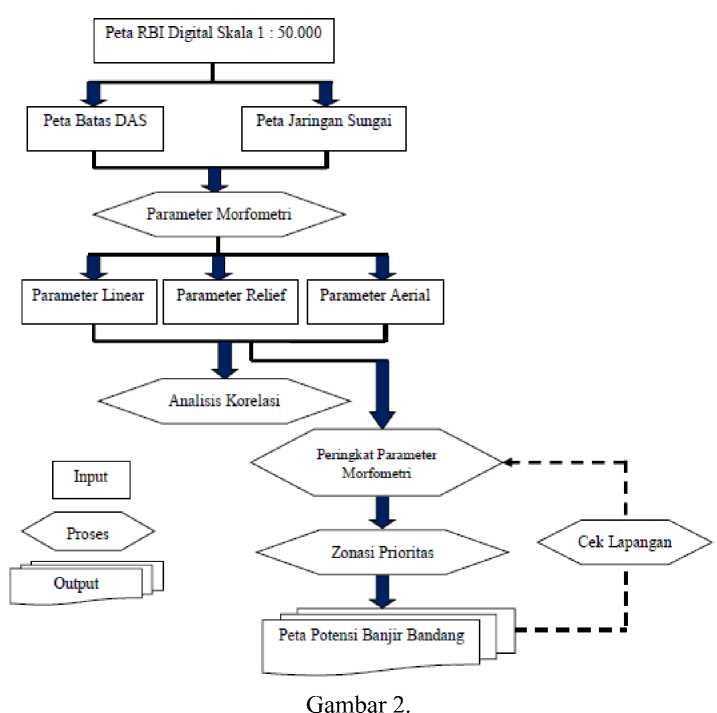 Peta RBI Digital Skala 1 : 50.000
Peta Batas DAS
Peta Jaringan Sungai
Parameter Morfometri
Parameter Linear
Parameter Relief
Parameter Aerial
Analisis Korelasi
Peringkat Parameter
Morfometri
Input
Proses
Output
Zonasi Prioritas
Cek Lapangan
Peta Potensi Banjir Bandang
Gambar 2.